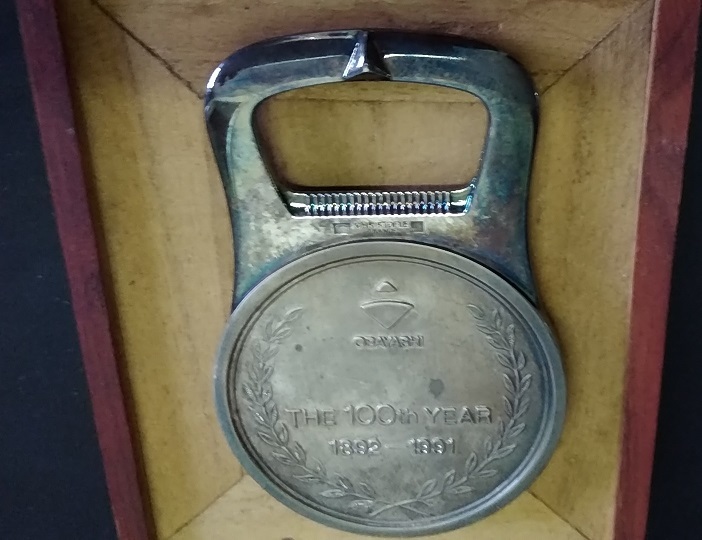 OBAYASHI
THE 100th YEAR
1892 - 1991